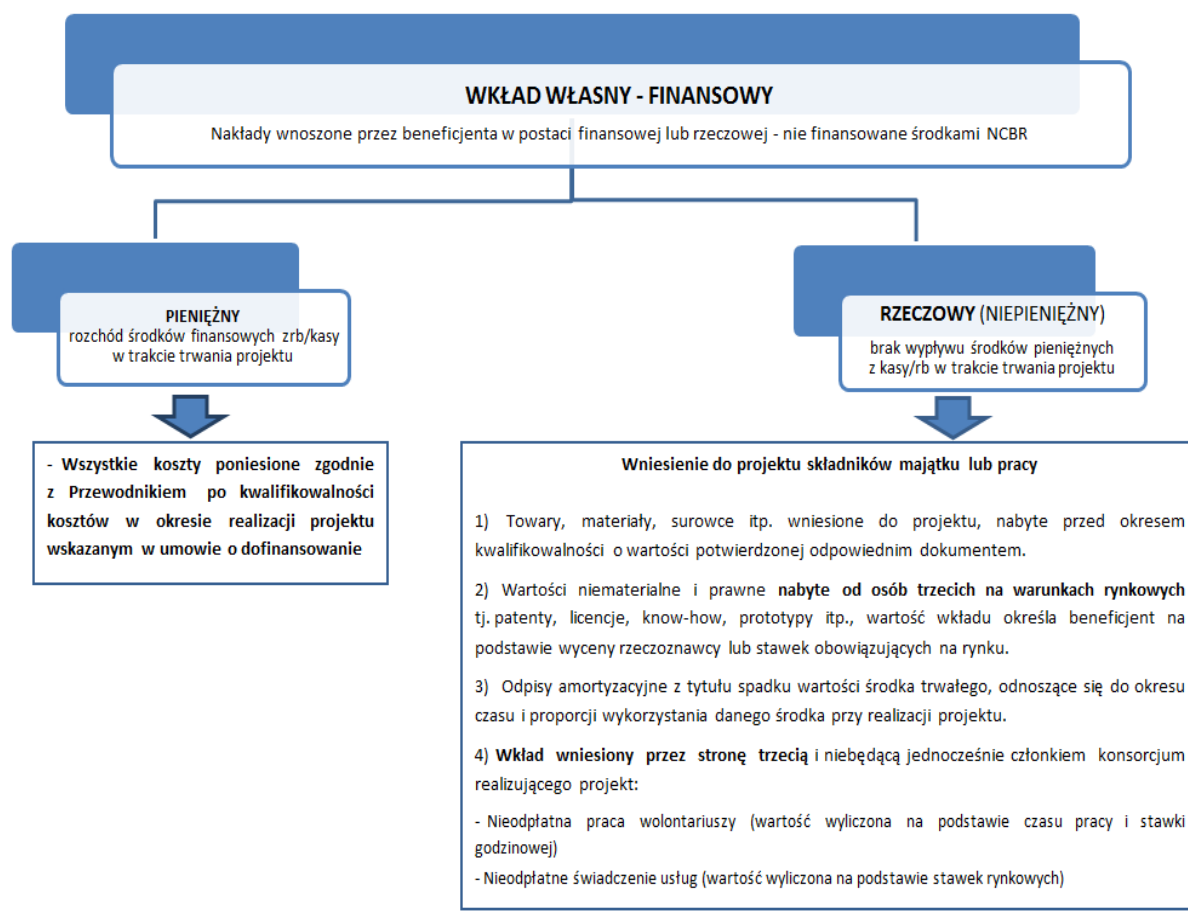 WKŁAD WŁASNY - FINANSOWY
Nakłady wnoszone przez beneficjenta w postaci finansowej lub rzeczowej - nie finansowane środkami NCBR
PIENIĘŻNY
rozchód środków finansowych zrb/kasy
w trakcie trwania projektu
RZECZOWY (NIEPIENIĘŻNY)
brak wypływu środków pieniężnych
z kasy/rb w trakcie trwania projektu
- Wszystkie koszty poniesione zgodnie
z Przewodnikiem po kwalifikowalności
kosztów w okresie realizacji projektu
wskazanym w umowie o dofinansowanie
Wniesienie do projektu składników majątku lub pracy
1) Towary, materiały, surowce itp. wniesione do projektu, nabyte przed okresem
kwalifikowalności o wartości potwierdzonej odpowiednim dokumentem.
2) Wartości niematerialne i prawne nabyte od osób trzecich na warunkach rynkowych
tj. patenty, licencje, know-how, prototypy itp., wartość wkładu określa beneficjent na
podstawie wyceny rzeczoznawcy lub stawek obowiązujących na rynku.
3) Odpisy amortyzacyjne z tytułu spadku wartości środka trwałego, odnoszące się do okresu
czasu i proporcji wykorzystania danego środka przy realizacji projektu.
4) Wkład wniesiony przez stronę trzecią i niebędącą jednocześnie członkiem konsorcjum
realizującego projekt:
- Nieodpłatna praca wolontariuszy (wartość wyliczona na podstawie czasu pracy i stawki
godzinowej)
- Nieodpłatne świadczenie usług (wartość wyliczona na podstawie stawek rynkowych)